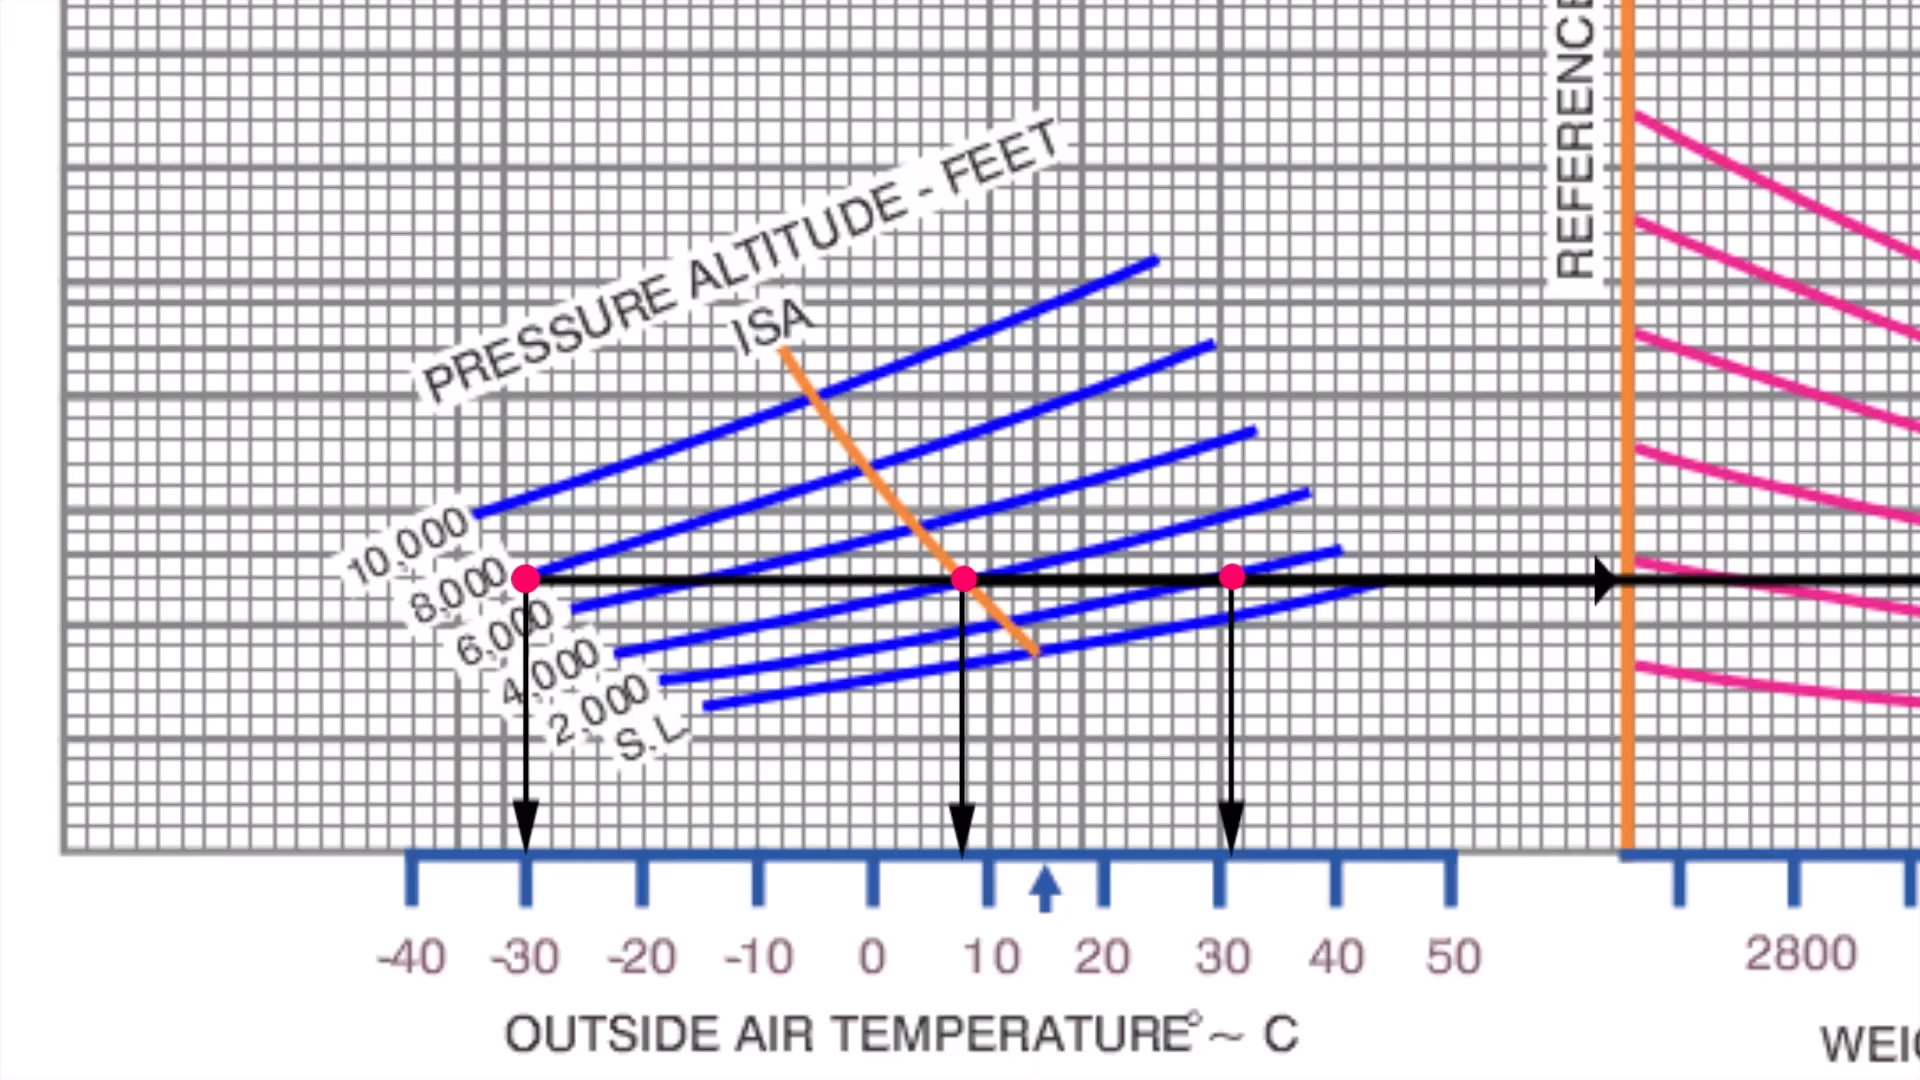 REFERENCE
PRESSURE ALTITUDE - FEET
ISA
10,000
8,000
6,000
4,000
2,000
S.L.
-40 -30 -20 -10 0 10 20 30 40 50
2800
OUTSIDE AIR TEMPERATURE °~ C